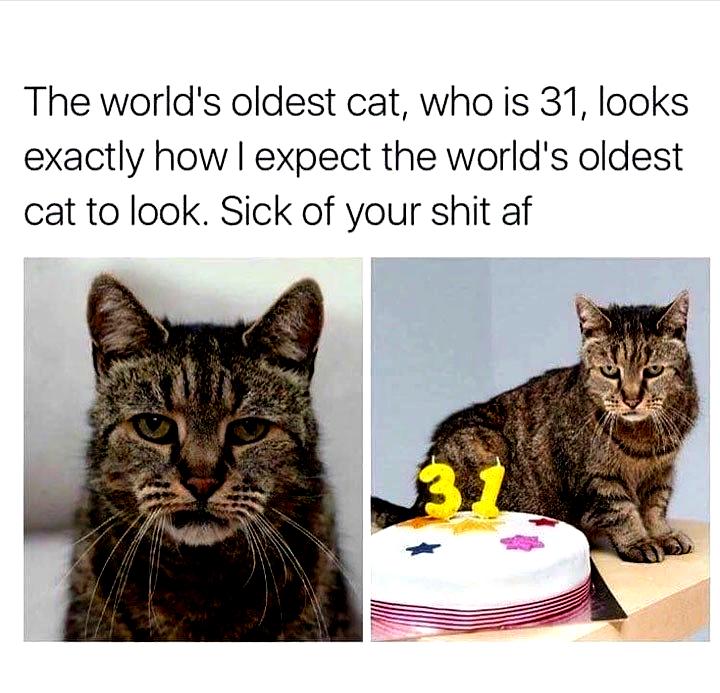 The world's oldest cat, who is 31, looks
exactly how I expect the world's oldest
cat to look. Sick of your shit af
31